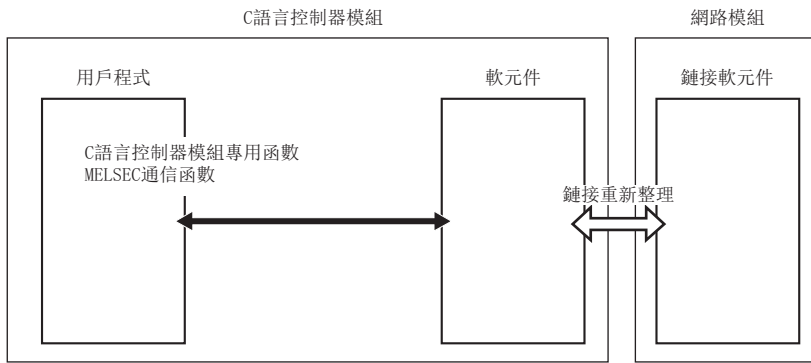 C語言控制器模組
網路模組
用戶程式
軟元件
鏈接軟元件
C語言控制器模組專用函數
MELSEC通信函數
鏈接重新整理